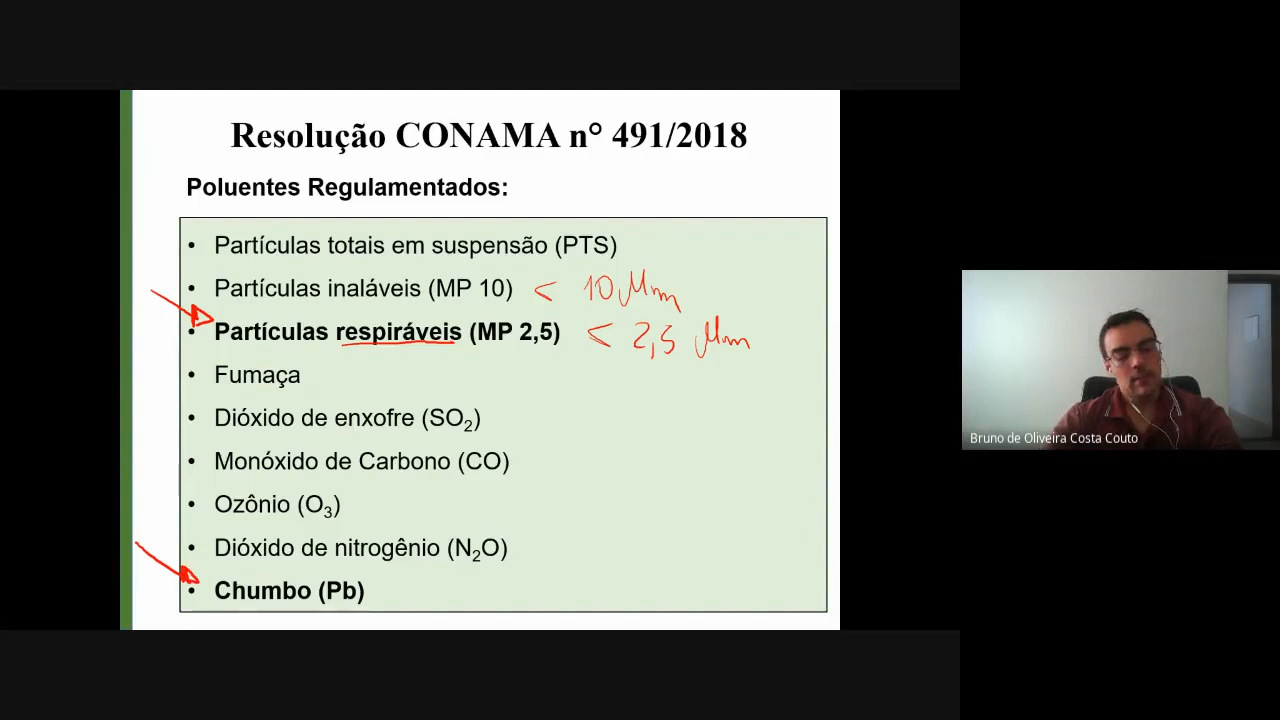 Resolução CONAMA n° 491/2018
Poluentes Regulamentados:
• Partículas totais em suspensão (PTS)
• Partículas inaláveis (MP 10) < 10 μm
• Partículas respiráveis (MP 2,5) < 2,5 μm
• Fumaça
• Dióxido de enxofre (SO₂)
• Monóxido de Carbono (CO)
• Ozônio (O₃)
• Dióxido de nitrogênio (N₂O)
• Chumbo (Pb)
Bruno de Oliveira Costa Couto